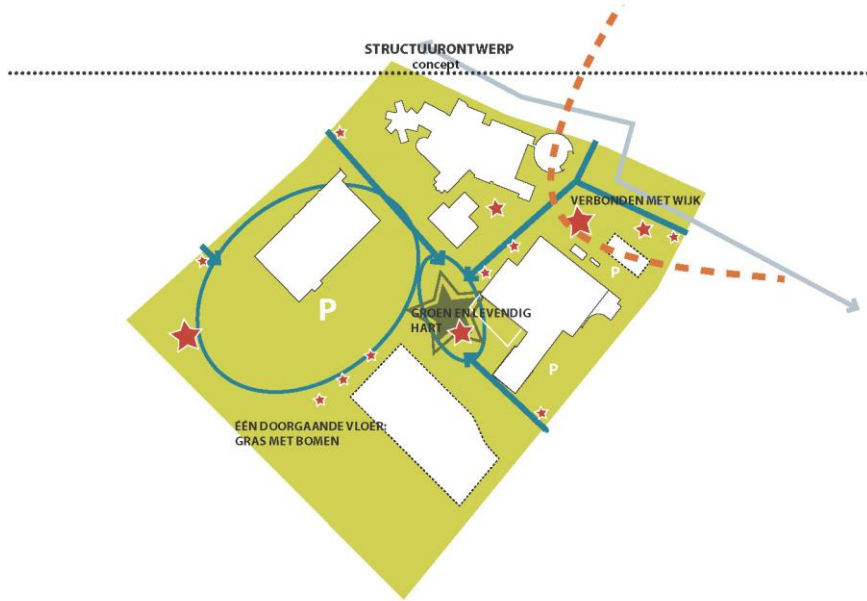 STRUCTUURONTWERP
concept
VERBONDEN MET WIJK
P
P
GROEN EN LEVENDIG
HART
P
ÉÉN DOORGAANDE VLOER:
GRAS MET BOMEN